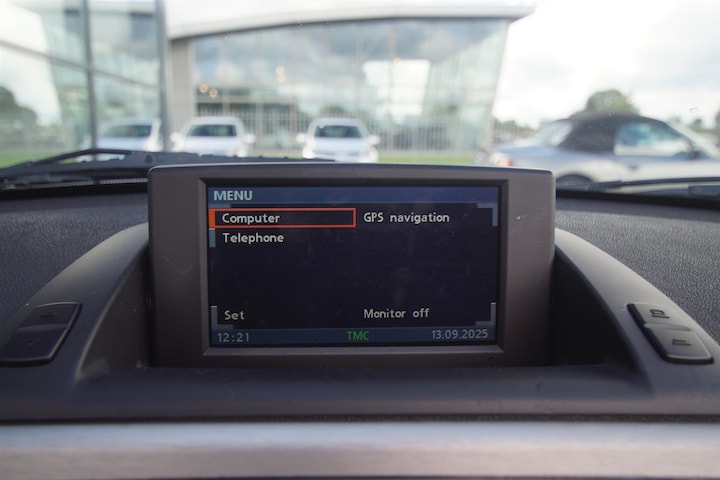 MENU
Computer GPS navigation
Telephone
Set Monitor off
12:21 TMC 13.09.2025